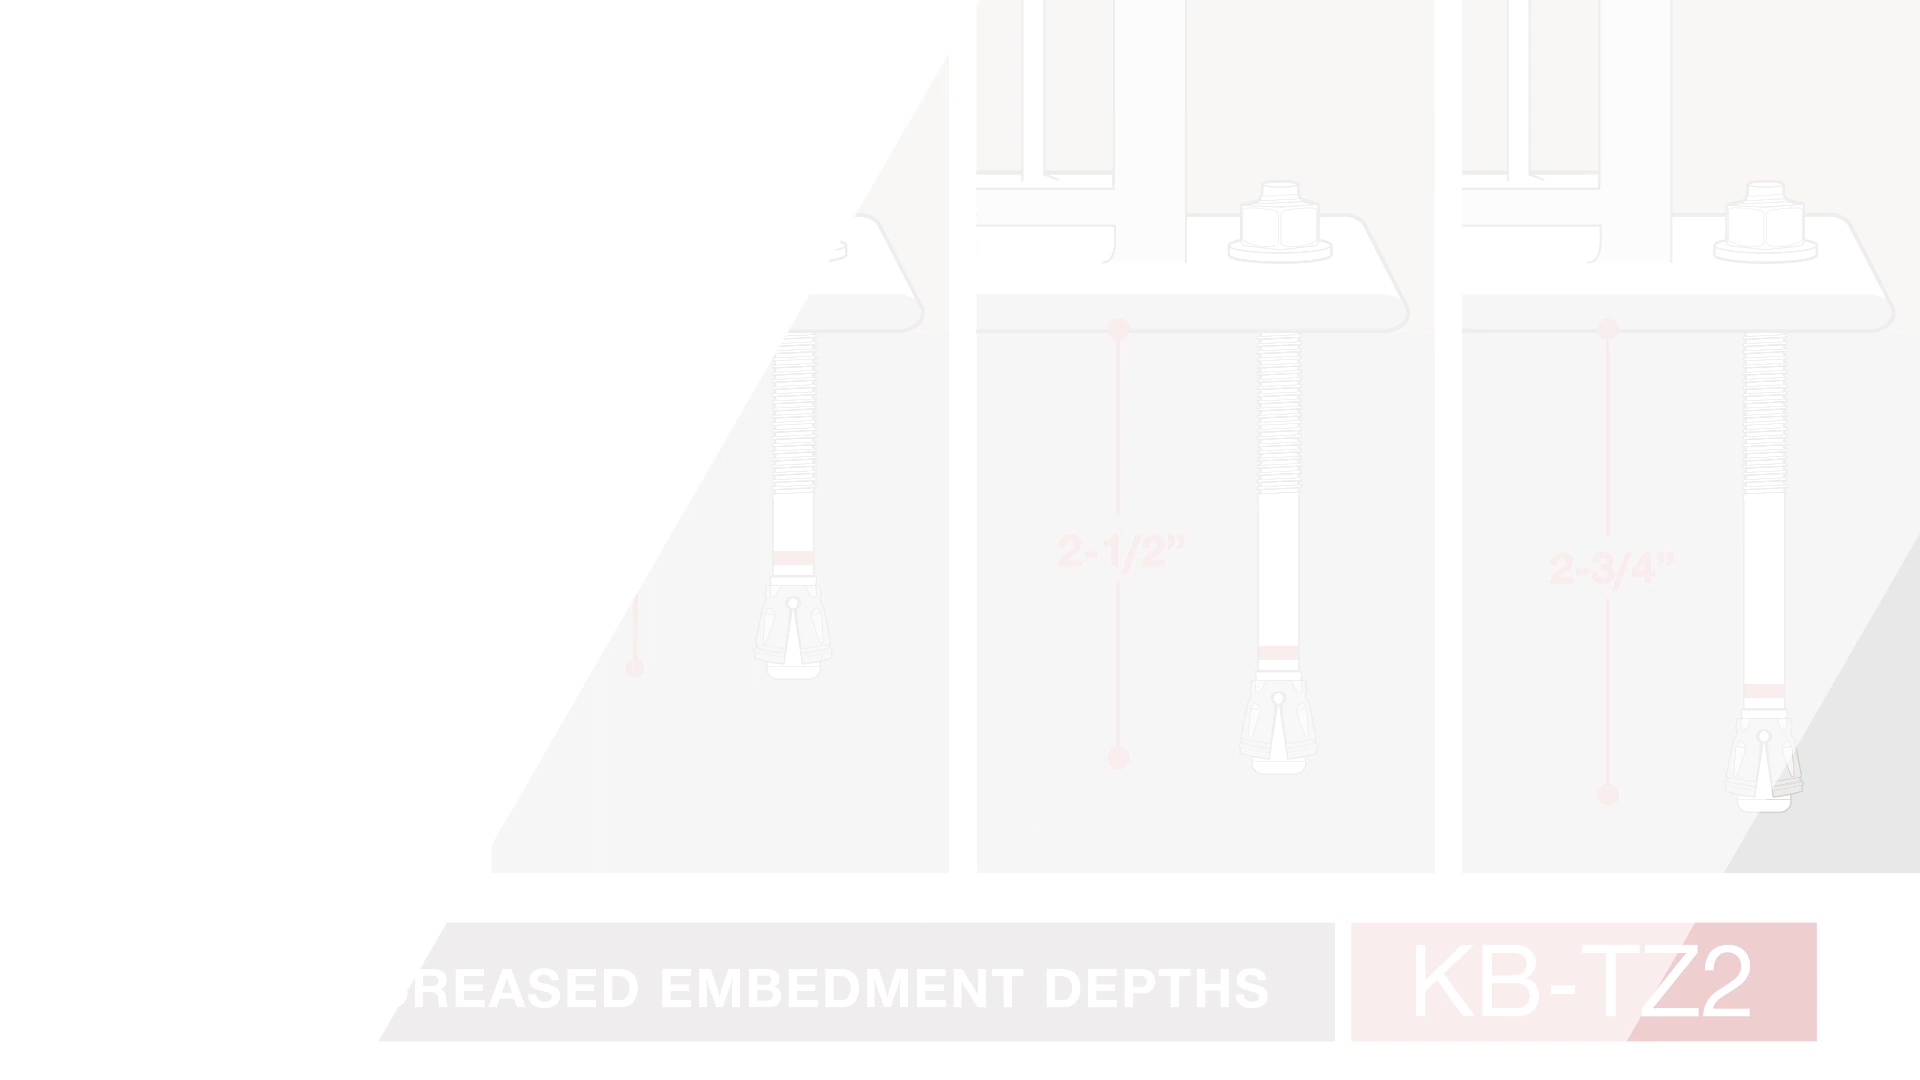 2-1/2”
2-3/4”
REASED EMBEDMENT DEPTHS
KB-TZ2